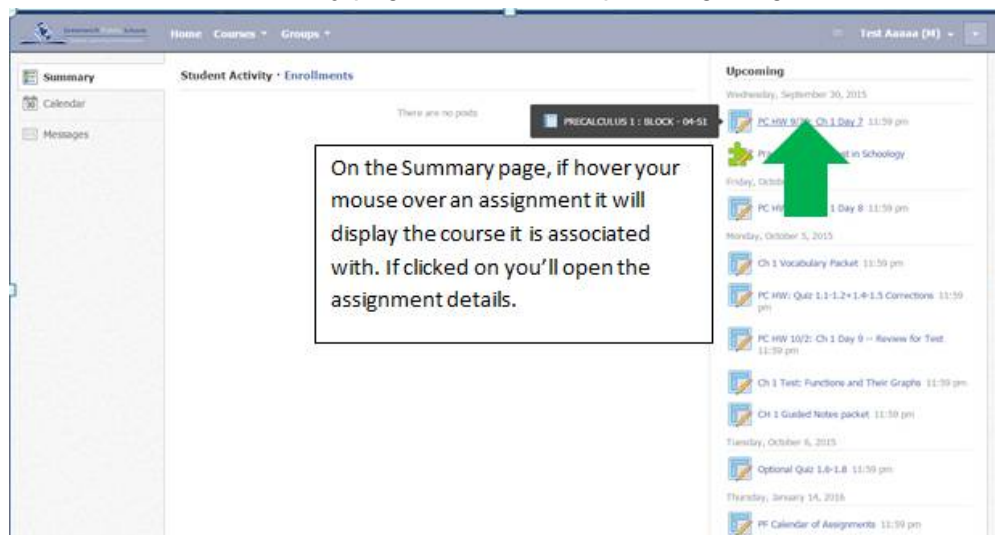 Home Courses Groups
Test Aaaaa (M)
Summary
Calendar
Messages
Student Activity · Enrollments
There are no posts
PRECALCULUS 1 : BLOCK - 04-S1
On the Summary page, if hover your
mouse over an assignment it will
display the course it is associated
with. If clicked on you'll open the
assignment details.
Upcoming
Wednesday, September 30, 2015
PC HW Ch 1 Day 7 11:59 pm
in Schoology
Friday,
PC HW 1 Day 8 11:59 pm
Monday, October 5, 2015
Ch 1 Vocabulary Packet 11:59 pm
PC HW: Quiz 1.1-1.2+1.4-1.5 Corrections 11:59
pm
PC HW 10/2: Ch 1 Day 9 -- Review for Test
11:59 pm
Ch 1 Test: Functions and Their Graphs 11:59 pm
CH 1 Guided Notes packet 11:59 pm
Tuesday, October 6, 2015
Optional Quiz 1.6-1.8 11:59 pm
Thursday, January 14, 2016
PF Calendar of Assignments 11:59 pm